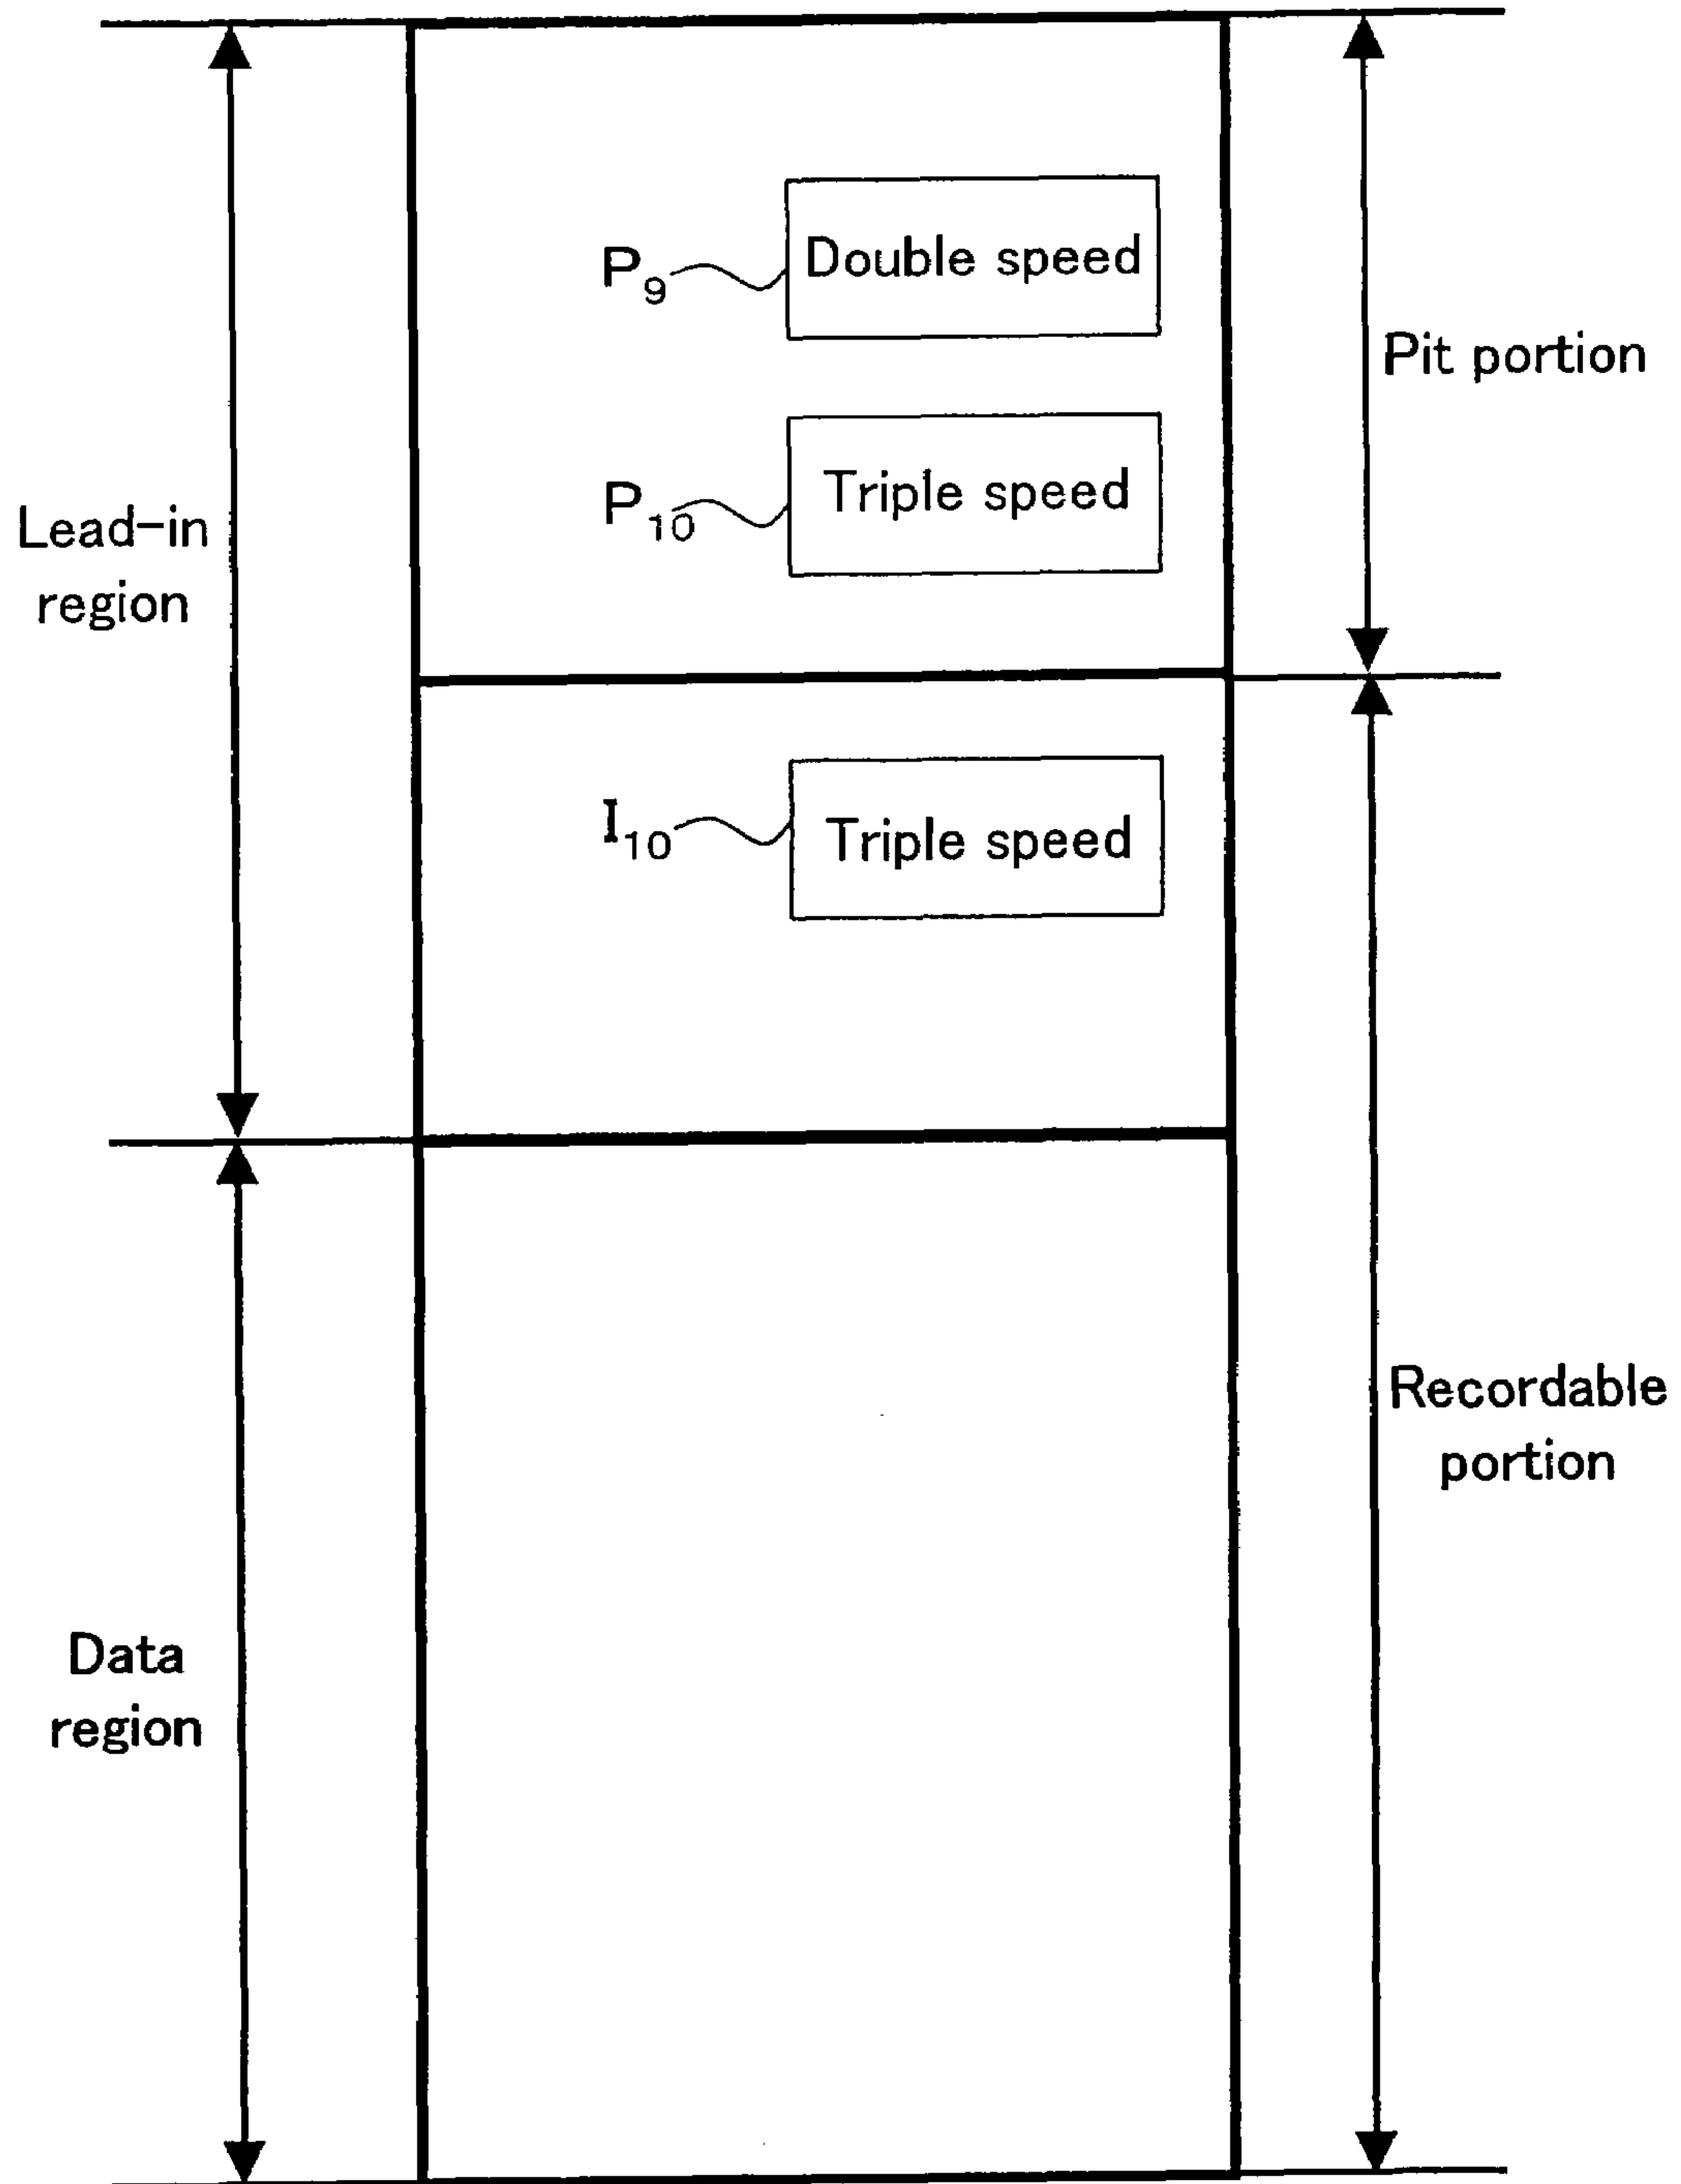 P9
Double speed
Pit portion
P10
Triple speed
Lead-in
region
I10
Triple speed
Recordable
portion
Data
region